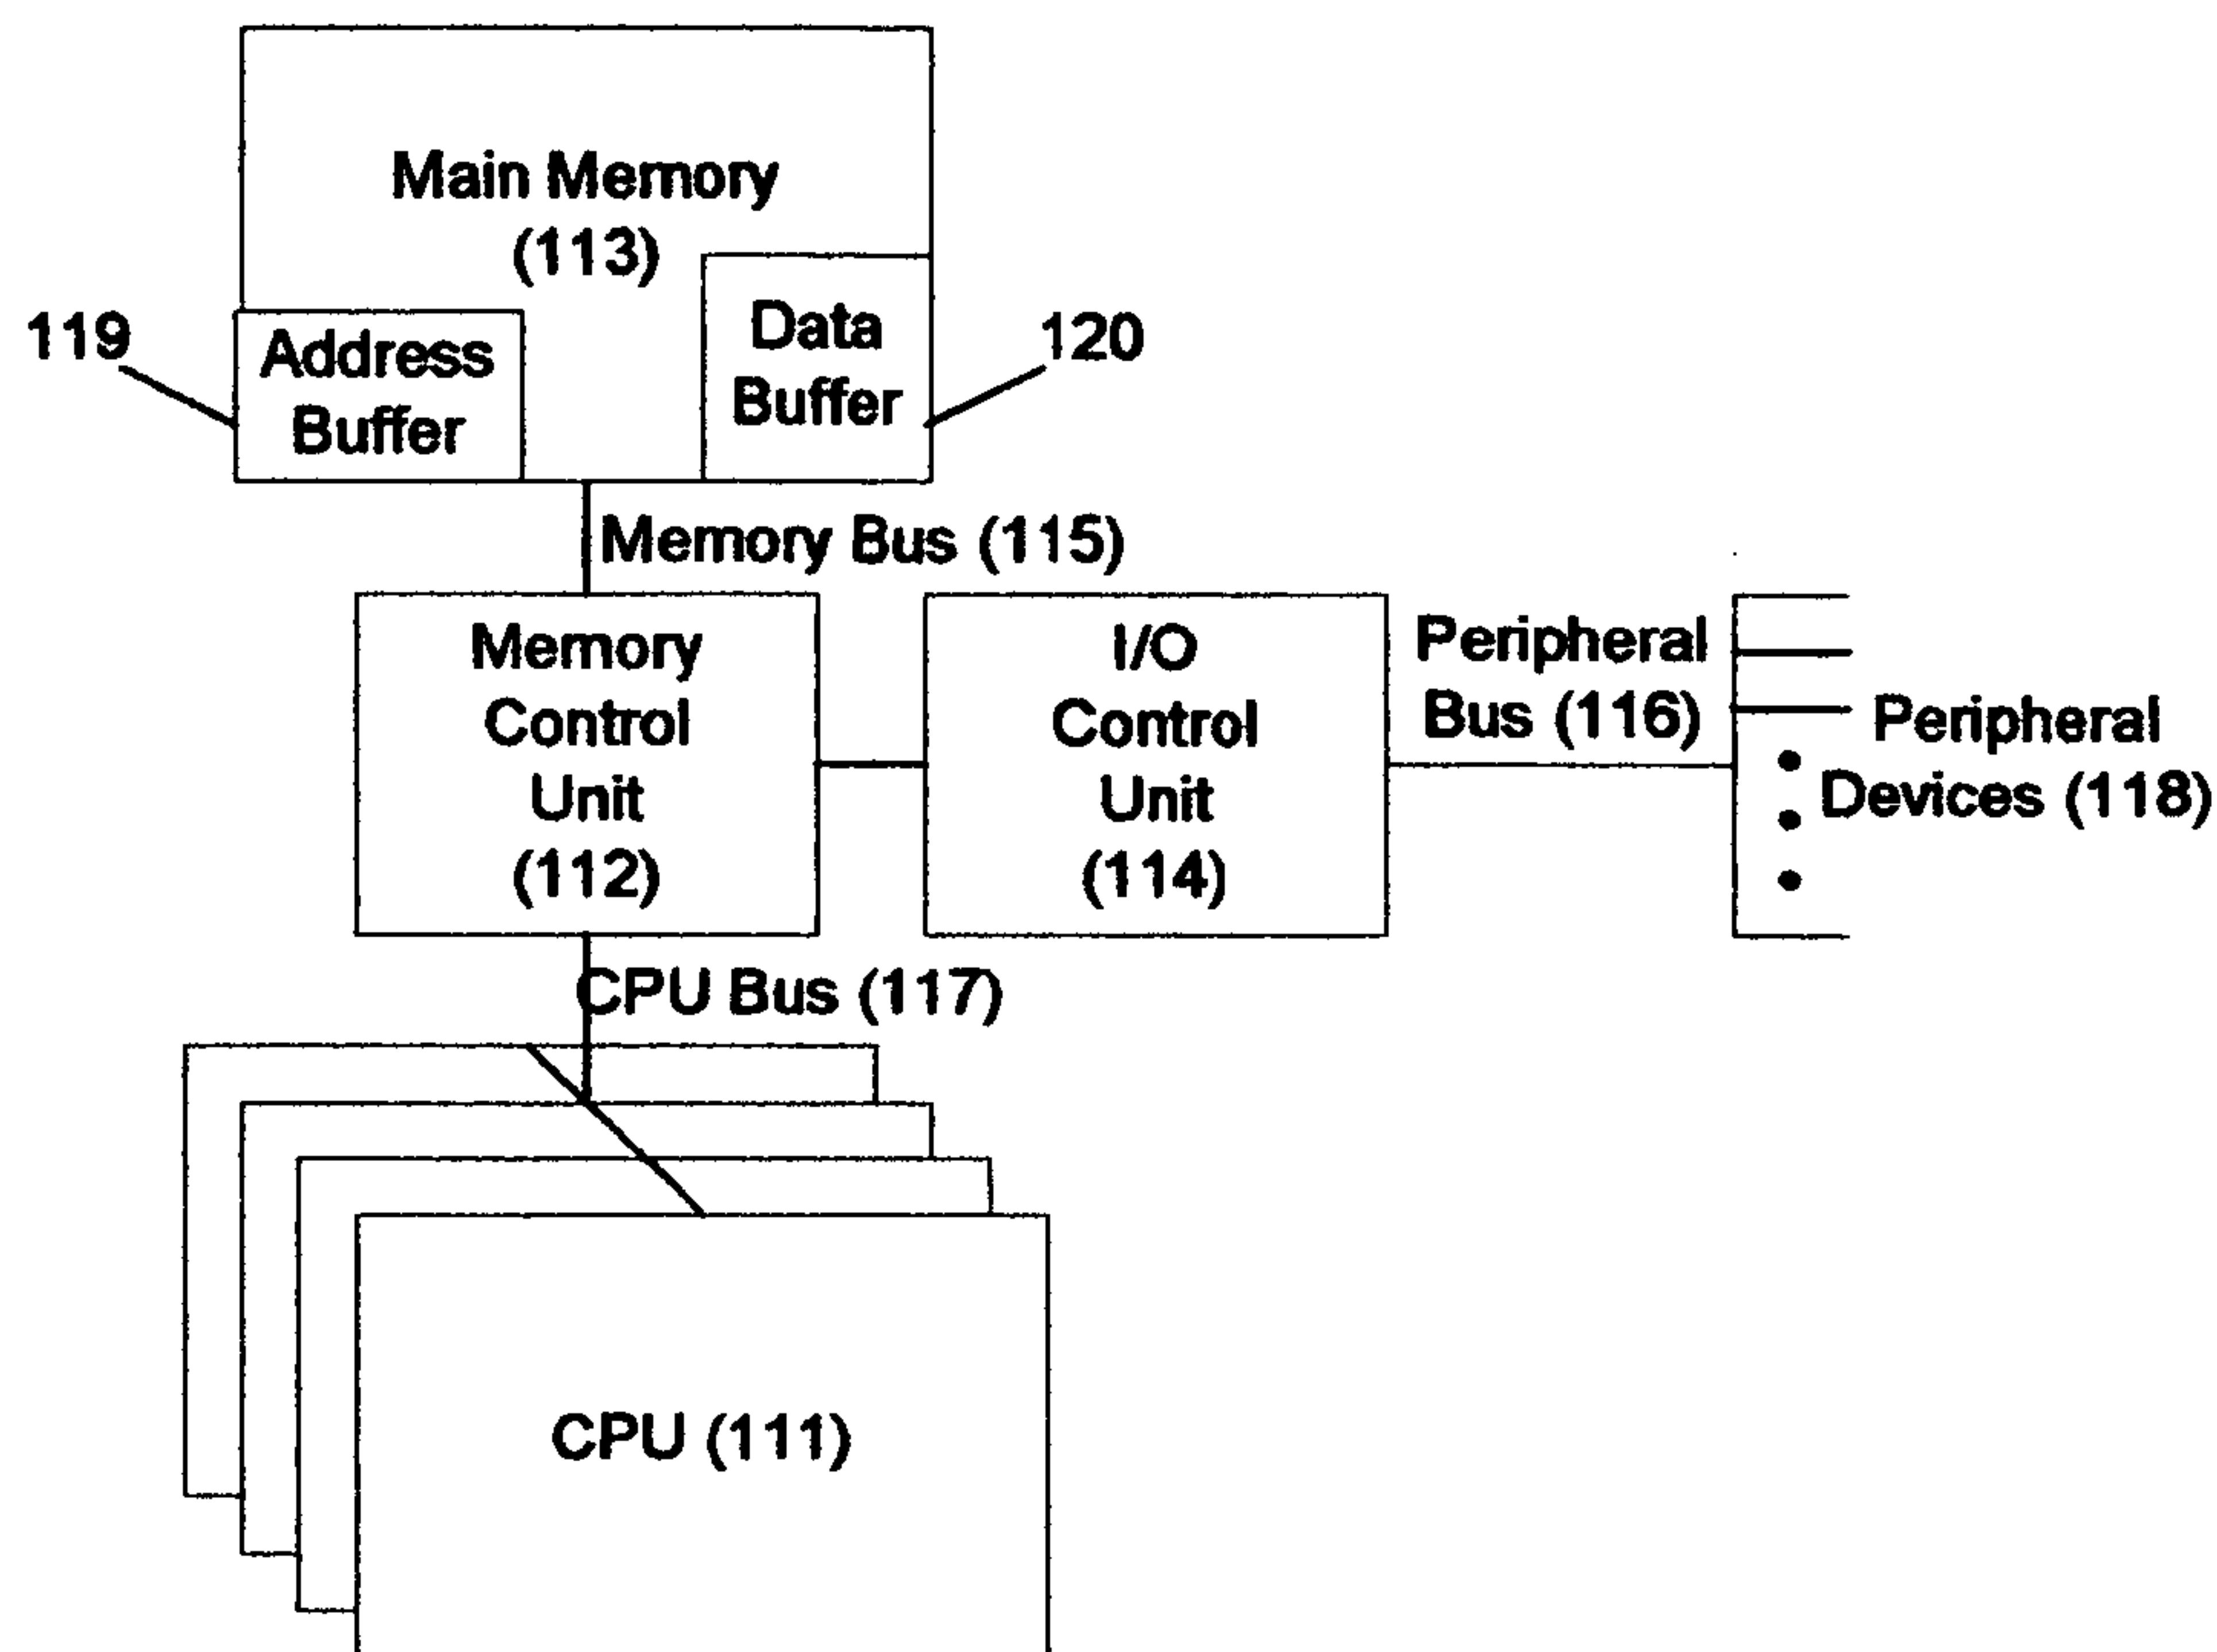 Main Memory
(113)
119
Address
Buffer
Data
Buffer
120
Memory Bus (115)
Memory
Control
Unit
(112)
I/O
Control
Unit
(114)
Peripheral
Bus (116)
Peripheral
Devices (118)
CPU Bus (117)
CPU (111)